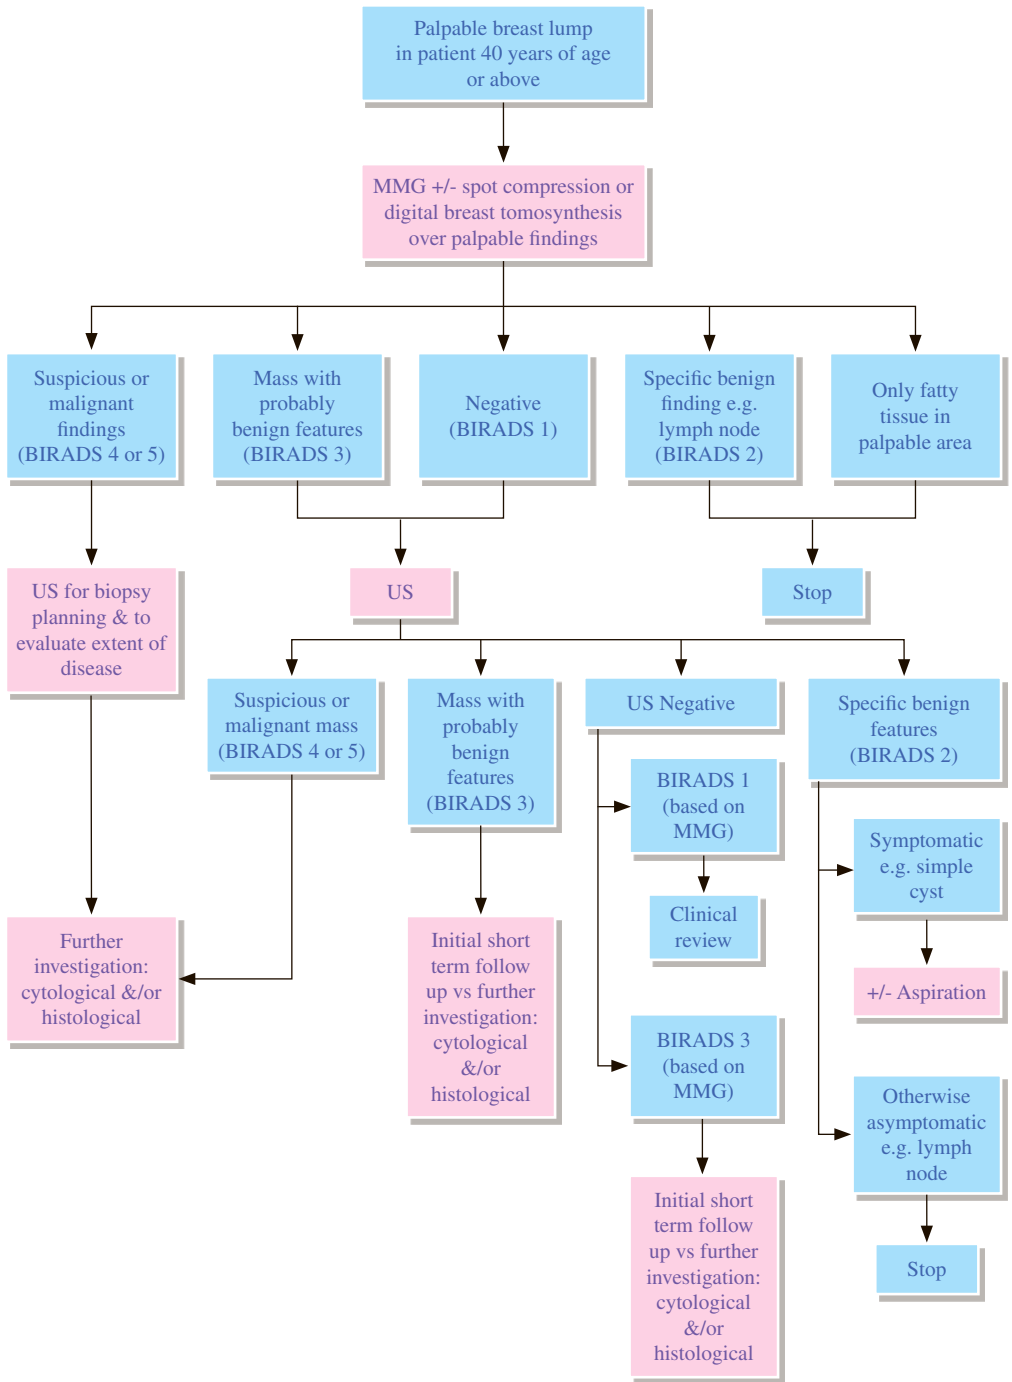 Palpable breast lump
in patient 40 years of age
or above
MMG +/- spot compression or
digital breast tomosynthesis
over palpable findings
Suspicious or
malignant
findings
(BIRADS 4 or 5)
Mass with
probably
benign features
(BIRADS 3)
Negative
(BIRADS 1)
Specific benign
finding e.g.
lymph node
(BIRADS 2)
Only fatty
tissue in
palpable area
US for biopsy
planning & to
evaluate extent of
disease
US
Stop
Suspicious or
malignant mass
(BIRADS 4 or 5)
Mass with
probably
benign
features
(BIRADS 3)
US Negative
Specific benign
features
(BIRADS 2)
BIRADS 1
(based on
MMG)
Clinical
review
Symptomatic
e.g. simple
cyst
+/- Aspiration
Further
investigation:
cytological &/or
histological
Initial short
term follow
up vs further
investigation:
cytological
&/or
histological
BIRADS 3
(based on
MMG)
Otherwise
asymptomatic
e.g. lymph
node
Initial short
term follow
up vs further
investigation:
cytological
&/or
histological
Stop